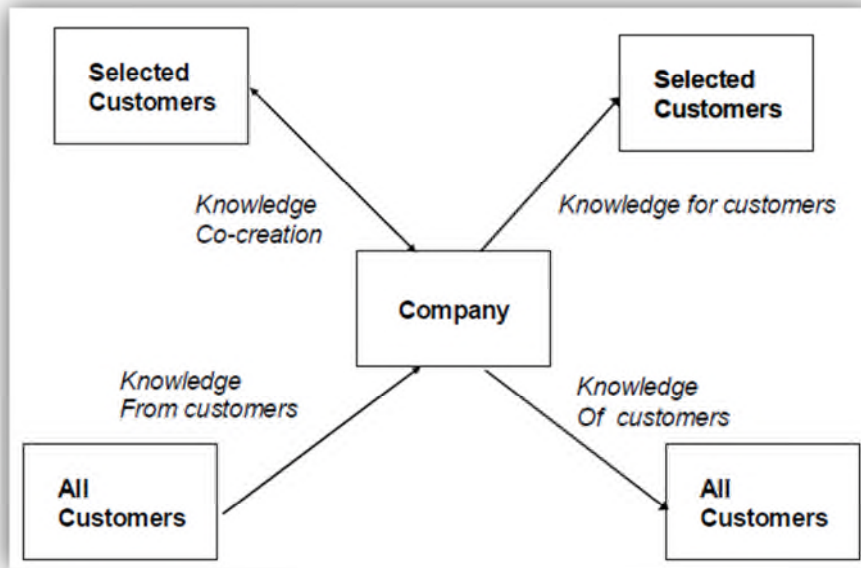 Selected
Customers
Selected
Customers
Knowledge
Co-creation
Knowledge for customers
Company
Knowledge
From customers
Knowledge
Of customers
All
Customers
All
Customers